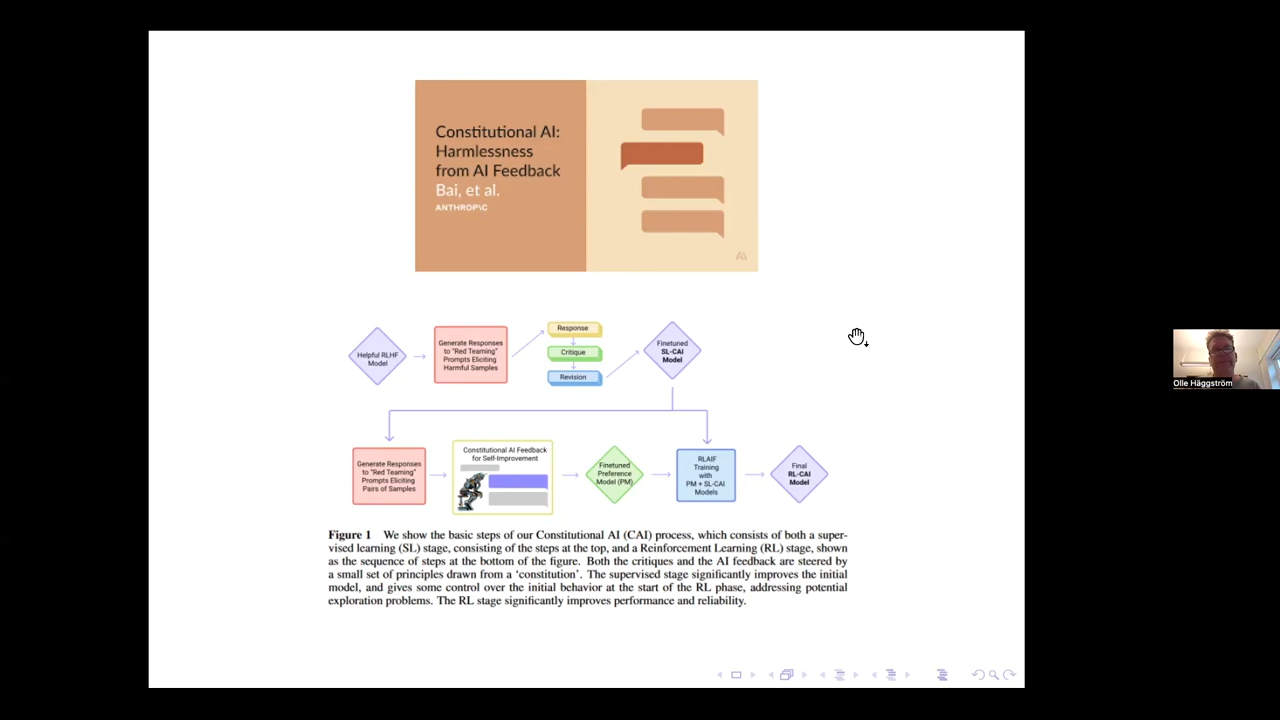 Constitutional AI:
Harmlessness
from AI Feedback
Bai, et al.
ANTHROP\C
Helpful RLHF
Model
Generate Responses
to "Red Teaming"
Prompts Eliciting
Harmful Samples
Response
Critique
Revision
Finetuned
SL-CAI
Model
Generate Responses
to "Red Teaming"
Prompts Eliciting
Pairs of Samples
Constitutional AI Feedback
for Self-Improvement
Finetuned
Preference
Model (PM)
RLAIF
Training
with
PM + SL-CAI
Models
Final
RL-CAI
Model
Figure 1 We show the basic steps of our Constitutional AI (CAI) process, which consists of both a super-
vised learning (SL) stage, consisting of the steps at the top, and a Reinforcement Learning (RL) stage, shown
as the sequence of steps at the bottom of the figure. Both the critiques and the AI feedback are steered by
a small set of principles drawn from a ‘constitution’. The supervised stage significantly improves the initial
model, and gives some control over the initial behavior at the start of the RL phase, addressing potential
exploration problems. The RL stage significantly improves performance and reliability.
Olle Häggström